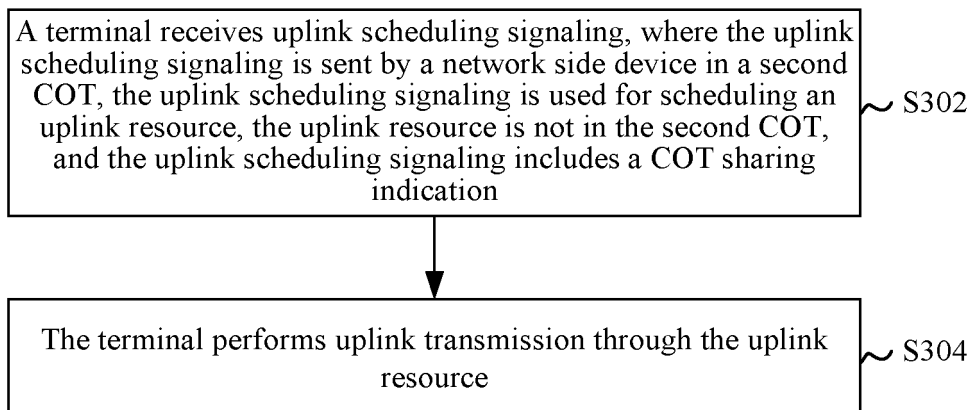 A terminal receives uplink scheduling signaling, where the uplink
scheduling signaling is sent by a network side device in a second
COT, the uplink scheduling signaling is used for scheduling an
uplink resource, the uplink resource is not in the second COT,
and the uplink scheduling signaling includes a COT sharing
indication
S302
The terminal performs uplink transmission through the uplink
resource
S304